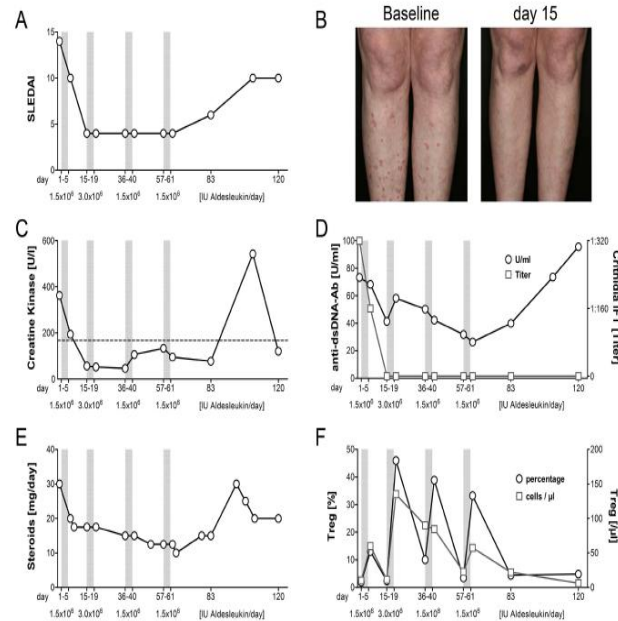 A
SLEDAI
15
10
5
0
day
1-5
15-19
36-40
57-61
83
120
1.5x10⁶
3.0x10⁶
1.5x10⁶
1.5x10⁶
[IU Aldesleukin/day]
B
Baseline
day 15
C
Creatine Kinase [U/l]
600
400
200
0
day
1-5
15-19
36-40
57-61
83
120
1.5x10⁶
3.0x10⁶
1.5x10⁶
1.5x10⁶
[IU Aldesleukin/day]
D
anti-dsDNA-Ab [U/ml]
100
80
60
40
20
0
U/ml
Titer
1:320
1:160
0
Crithidia IFT [Titer]
day
1-5
15-19
36-40
57-61
83
120
1.5x10⁶
3.0x10⁶
1.5x10⁶
1.5x10⁶
[IU Aldesleukin/day]
E
Steroids [mg/day]
40
30
20
10
0
day
1-5
15-19
36-40
57-61
83
120
1.5x10⁶
3.0x10⁶
1.5x10⁶
1.5x10⁶
[IU Aldesleukin/day]
F
Treg [%]
50
40
30
20
10
0
percentage
cells / µl
200
150
100
50
0
Treg [/µl]
day
1-5
15-19
36-40
57-61
83
120
1.5x10⁶
3.0x10⁶
1.5x10⁶
1.5x10⁶
[IU Aldesleukin/day]